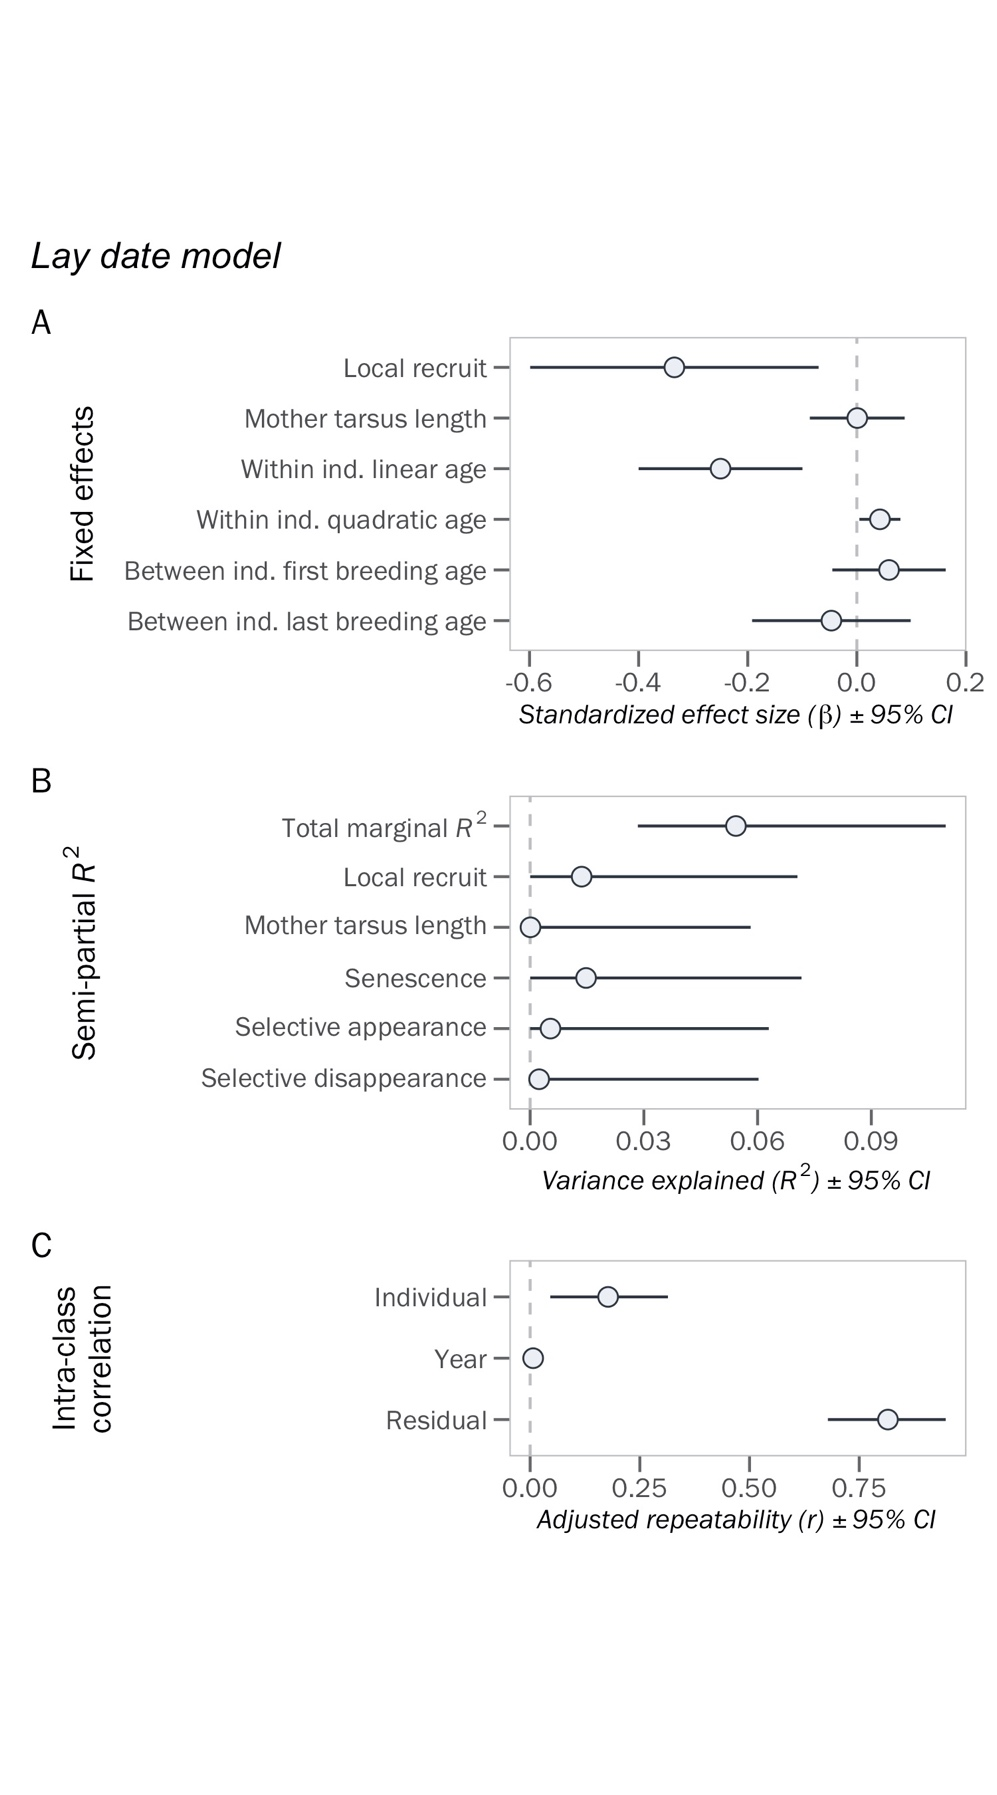 Lay date model
A
Fixed effects
Local recruit
Mother tarsus length
Within ind. linear age
Within ind. quadratic age
Between ind. first breeding age
Between ind. last breeding age
-0.6 -0.4 -0.2 0.0 0.2
Standardized effect size (β) ± 95% CI
B
Semi-partial R²
Total marginal R²
Local recruit
Mother tarsus length
Senescence
Selective appearance
Selective disappearance
0.00 0.03 0.06 0.09
Variance explained (R²) ± 95% CI
C
Intra-class
correlation
Individual
Year
Residual
0.00 0.25 0.50 0.75
Adjusted repeatability (r) ± 95% CI